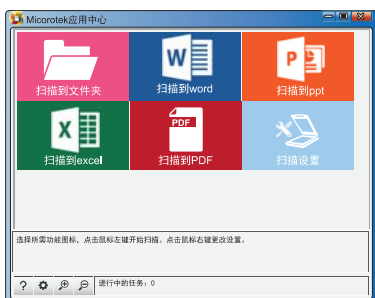 Micorotek应用中心
W
P
扫描到文件夹
扫描到word
扫描到ppt
X
PDF
扫描到excel
扫描到PDF
扫描设置
选择所需功能图标，点击鼠标左键开始扫描。点击鼠标右键更改设置。
?
进行中的任务：0